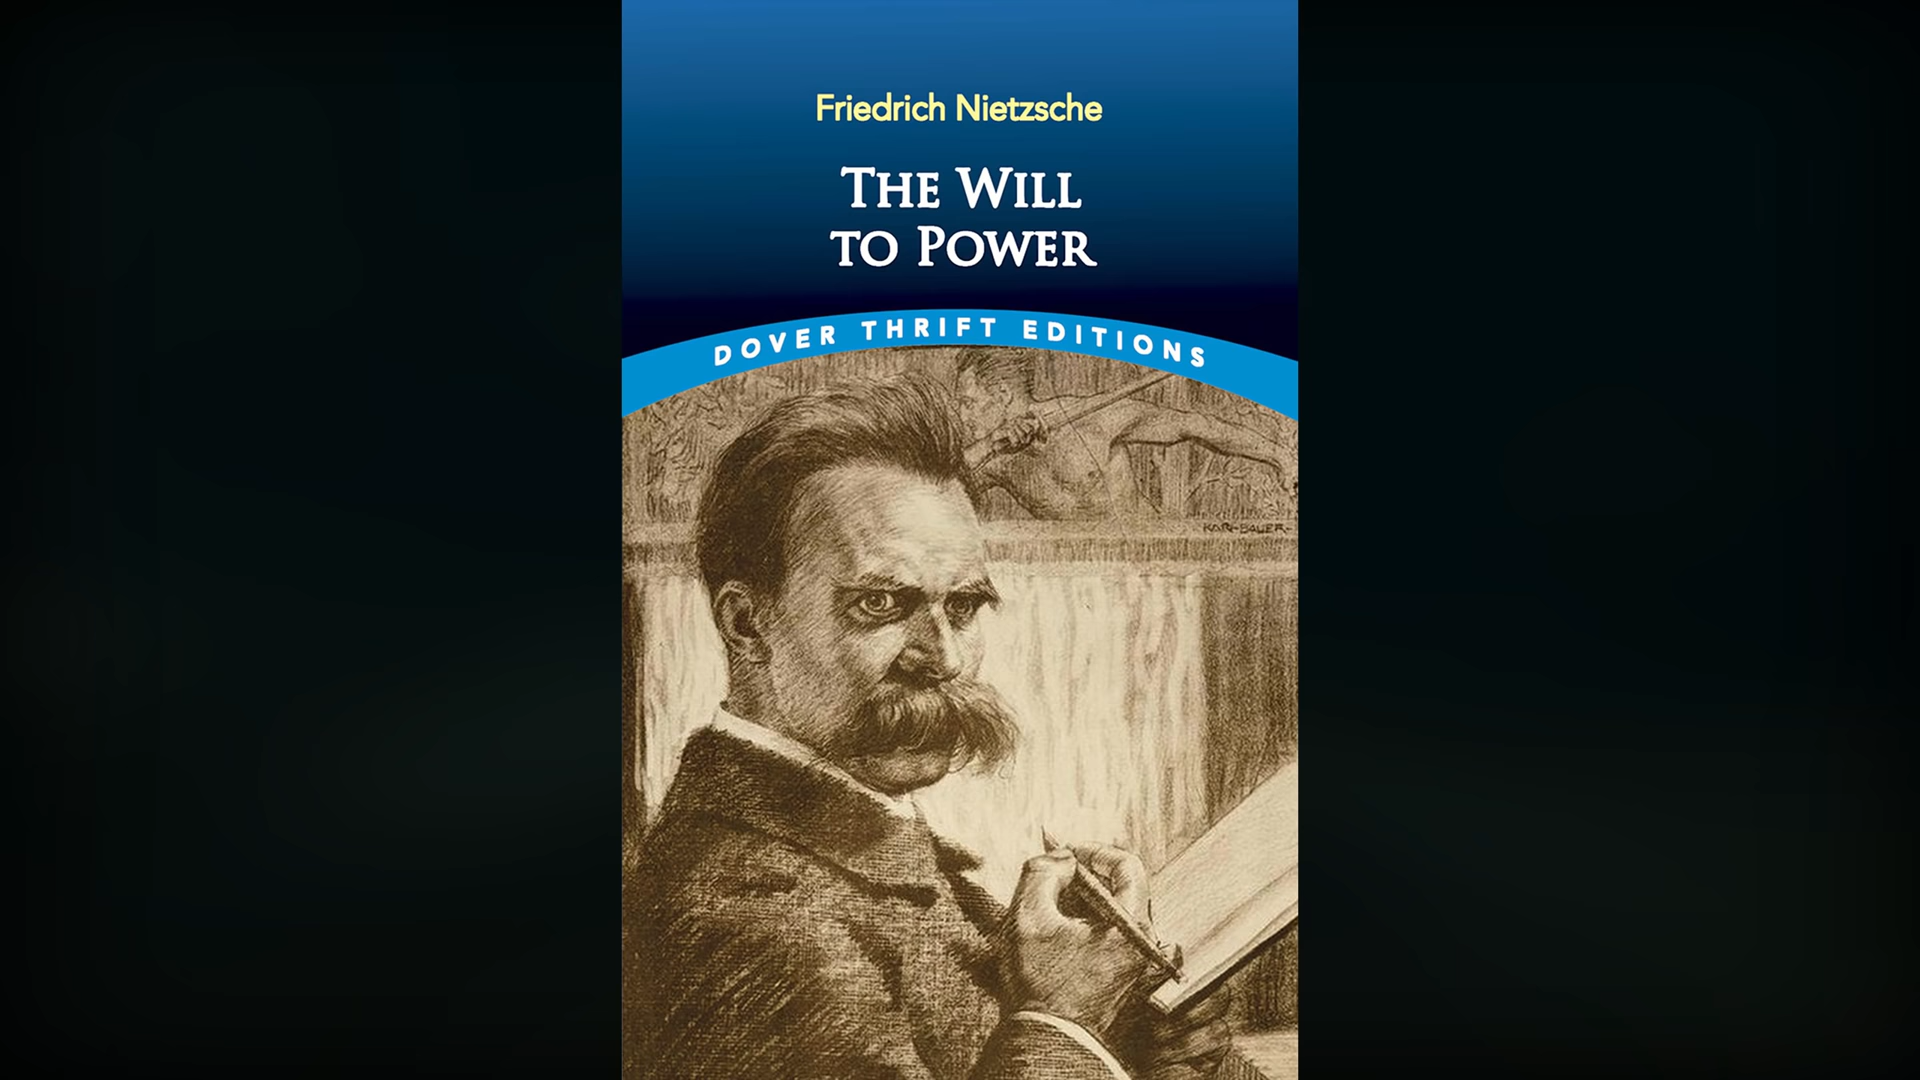 Friedrich Nietzsche
THE WILL
TO POWER
DOVER THRIFT EDITIONS
KARL BAUER